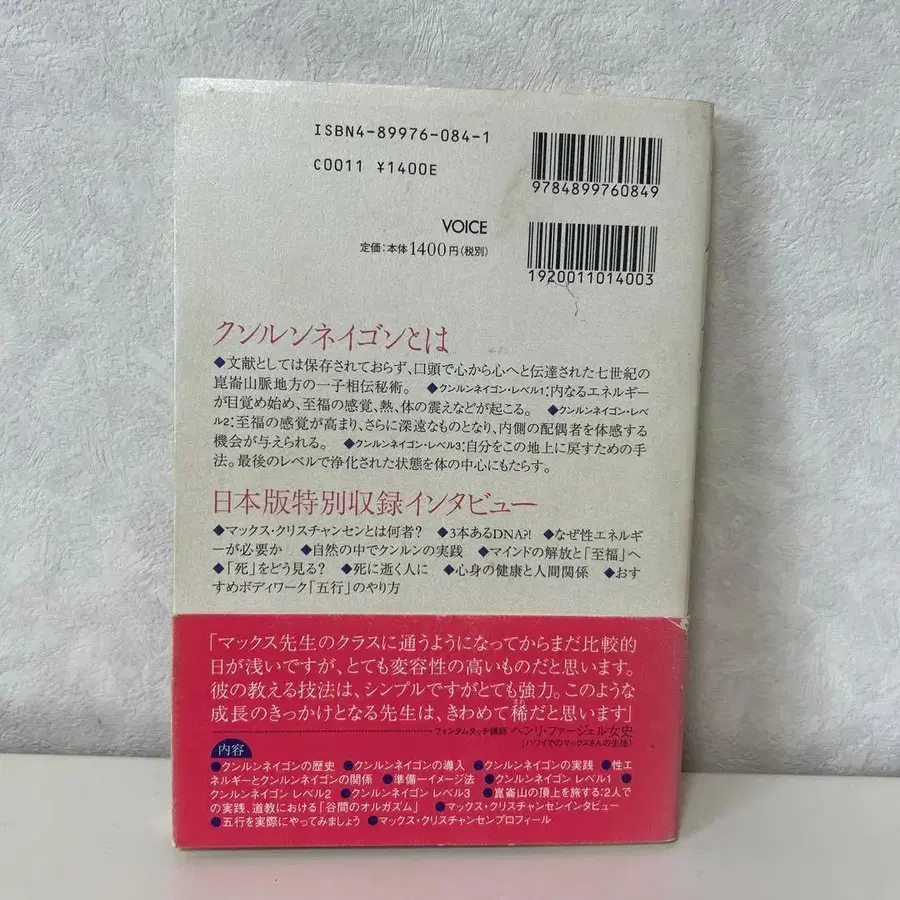 ISBN4-89976-084-1
C0011 ¥1400E
9784899760849
VOICE
定価:本体1400円(税別)
1920011014003
クンルンネイゴンとは
◆文献としては保存されておらず、口頭で心から心へと伝達された七世紀の
崑崙山脈地方の一子相伝秘術。 ◆クンルンネイゴン・レベル1:内なるエネルギー
が目覚め始め、至福の感覚、熱、体の震えなどが起こる。 ◆クンルンネイゴン・レベ
ル2:至福の感覚が高まり、さらに深遠なものとなり、内側の配偶者を体感する
機会が与えられる。 ◆クンルンネイゴン・レベル3:自分をこの地上に戻すための手
法。最後のレベルで浄化された状態を体の中心にもたらす。
日本版特別収録インタビュー
◆マックス・クリスチャンセンとは何者? ◆3本あるDNA?! ◆なぜ性エネルギ
ーが必要か ◆自然の中でクンルンの実践 ◆マインドの解放と「至福」へ
◆「死」をどう見る? ◆死に逝く人に ◆心身の健康と人間関係 ◆おす
すめボディワーク「五行」のやり方
「マックス先生のクラスに通うようになってからまだ比較的
日が浅いですが、とても変容性の高いものだと思います。
彼の教える技法は、シンプルですがとても強力。このような
成長のきっかけとなる先生は、きわめて稀だと思います」
フォンダムタッチ講師 ヘンリ・ファージェル女史
(ハワイでのマックスさんの生徒)
内容
●クンルンネイゴンの歴史 ●クンルンネイゴンの導入 ●クンルンネイゴンの実践 ●性エ
ネルギーとクンルンネイゴンの関係 ●準備ーイメージ法 ●クンルンネイゴン レベル1 ●
クンルンネイゴン レベル2 ●クンルンネイゴン レベル3 ●崑崙山の頂上を旅する:2人で
の実践、道教における「谷間のオルガズム」 ●マックス・クリスチャンセンインタビュー
●五行を実際にやってみましょう ●マックス・クリスチャンセンプロフィール